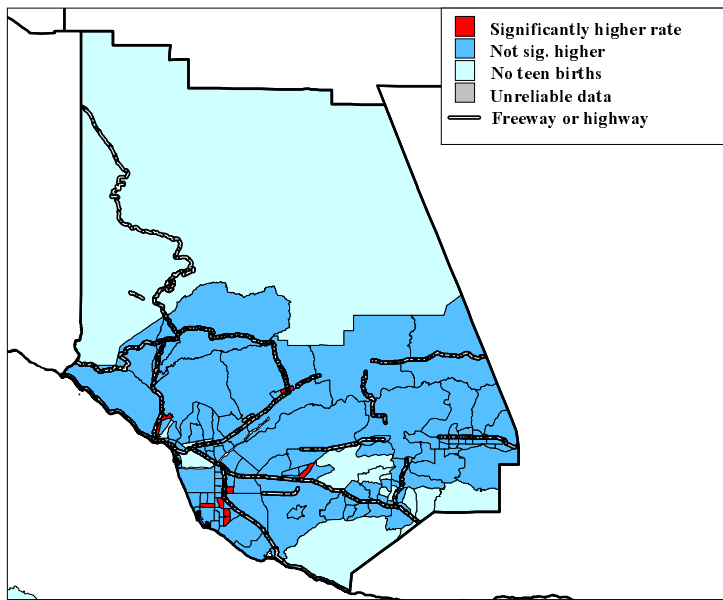 Significantly higher rate
Not sig. higher
No teen births
Unreliable data
Freeway or highway